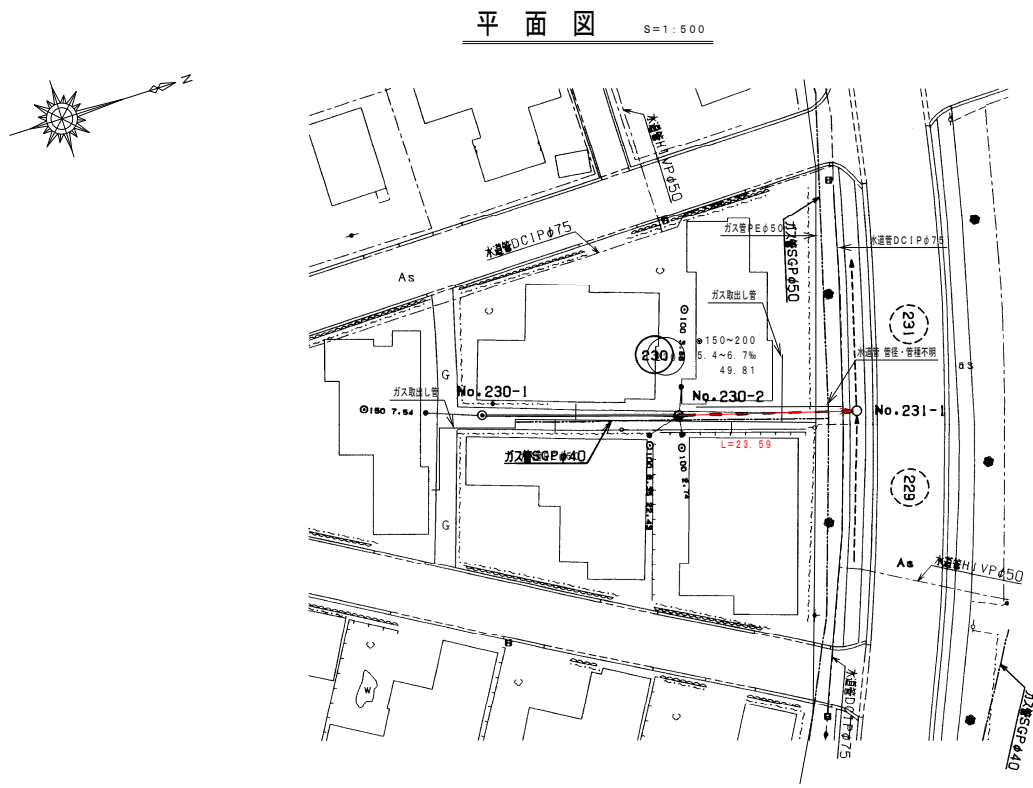 平面図 S=1:500
N
水道管HIVPφ50
水道管DCIPφ75
ガス管PEφ50
ガス管SGPφ50
水道管DCIPφ75
As
C
C
ガス取出し管
⊙100 3.88
230
⊙150~200
5.4~6.7‰
49.81
231
水道管 管径・管種不明
as
G
ガス取出し管
No.230-1
No.230-2
No.231-1
⊙150 7.54
L=23.59
ガス管SGPφ40
⊙100 2.74
229
G
As
水道管HIVPφ50
C
C
C
W
水道管DCIPφ75
ガス管SGPφ40